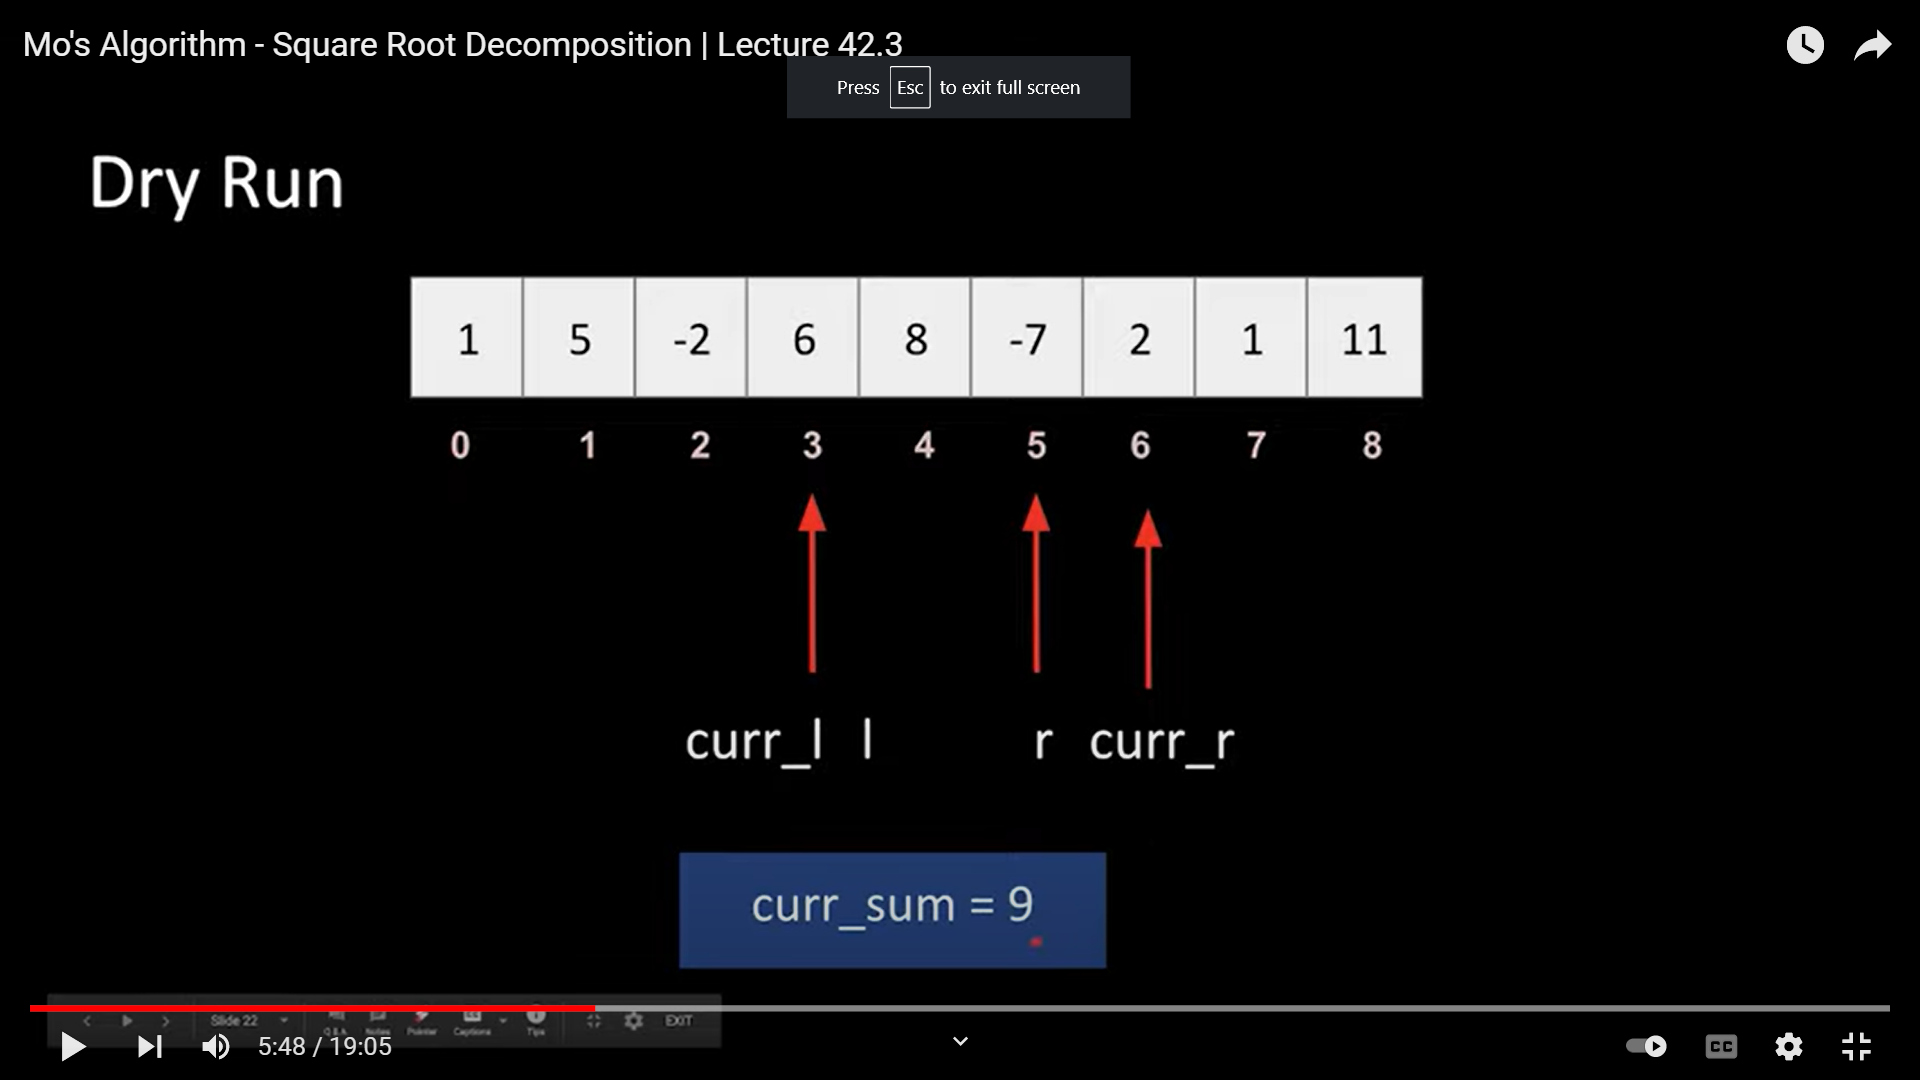 Mo's Algorithm - Square Root Decomposition | Lecture 42.3
Press Esc to exit full screen
Dry Run
1 5 -2 6 8 -7 2 1 11
0 1 2 3 4 5 6 7 8
curr_l l r curr_r
curr_sum = 9
Slide 22 Q&A Notes Pointer Captions Tips EXIT
5:48 / 19:05 CC